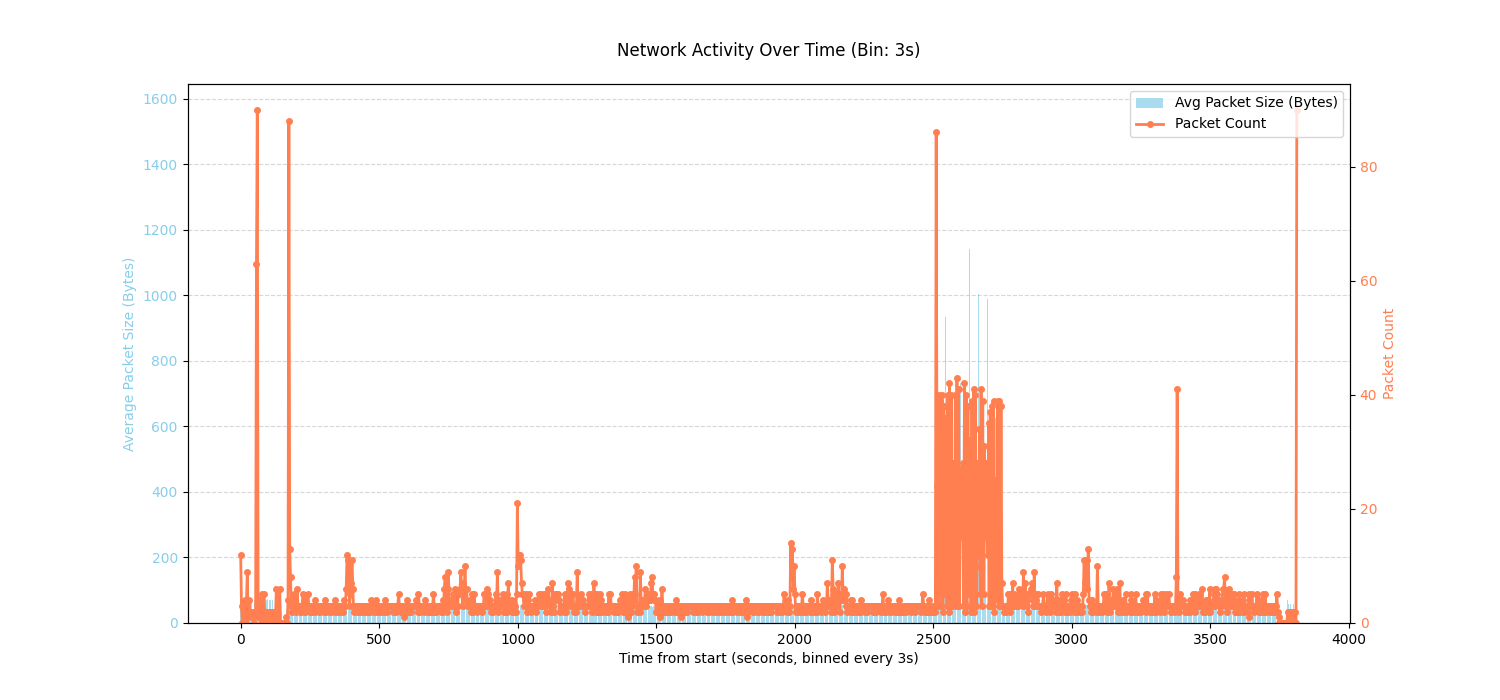 Network Activity Over Time (Bin: 3s)
Avg Packet Size (Bytes)
Packet Count
1600
1400
1200
1000
800
600
400
200
0
Average Packet Size (Bytes)
80
60
40
20
0
Packet Count
0 500 1000 1500 2000 2500 3000 3500 4000
Time from start (seconds, binned every 3s)